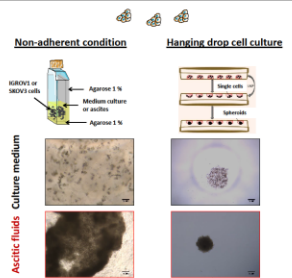 Non-adherent condition
Hanging drop cell culture
IGROV1 or
SKOV3 cells
Agarose 1 %
Medium culture
or ascites
Agarose 1 %
Single cells
Spheroids
Culture medium
Ascitic fluids